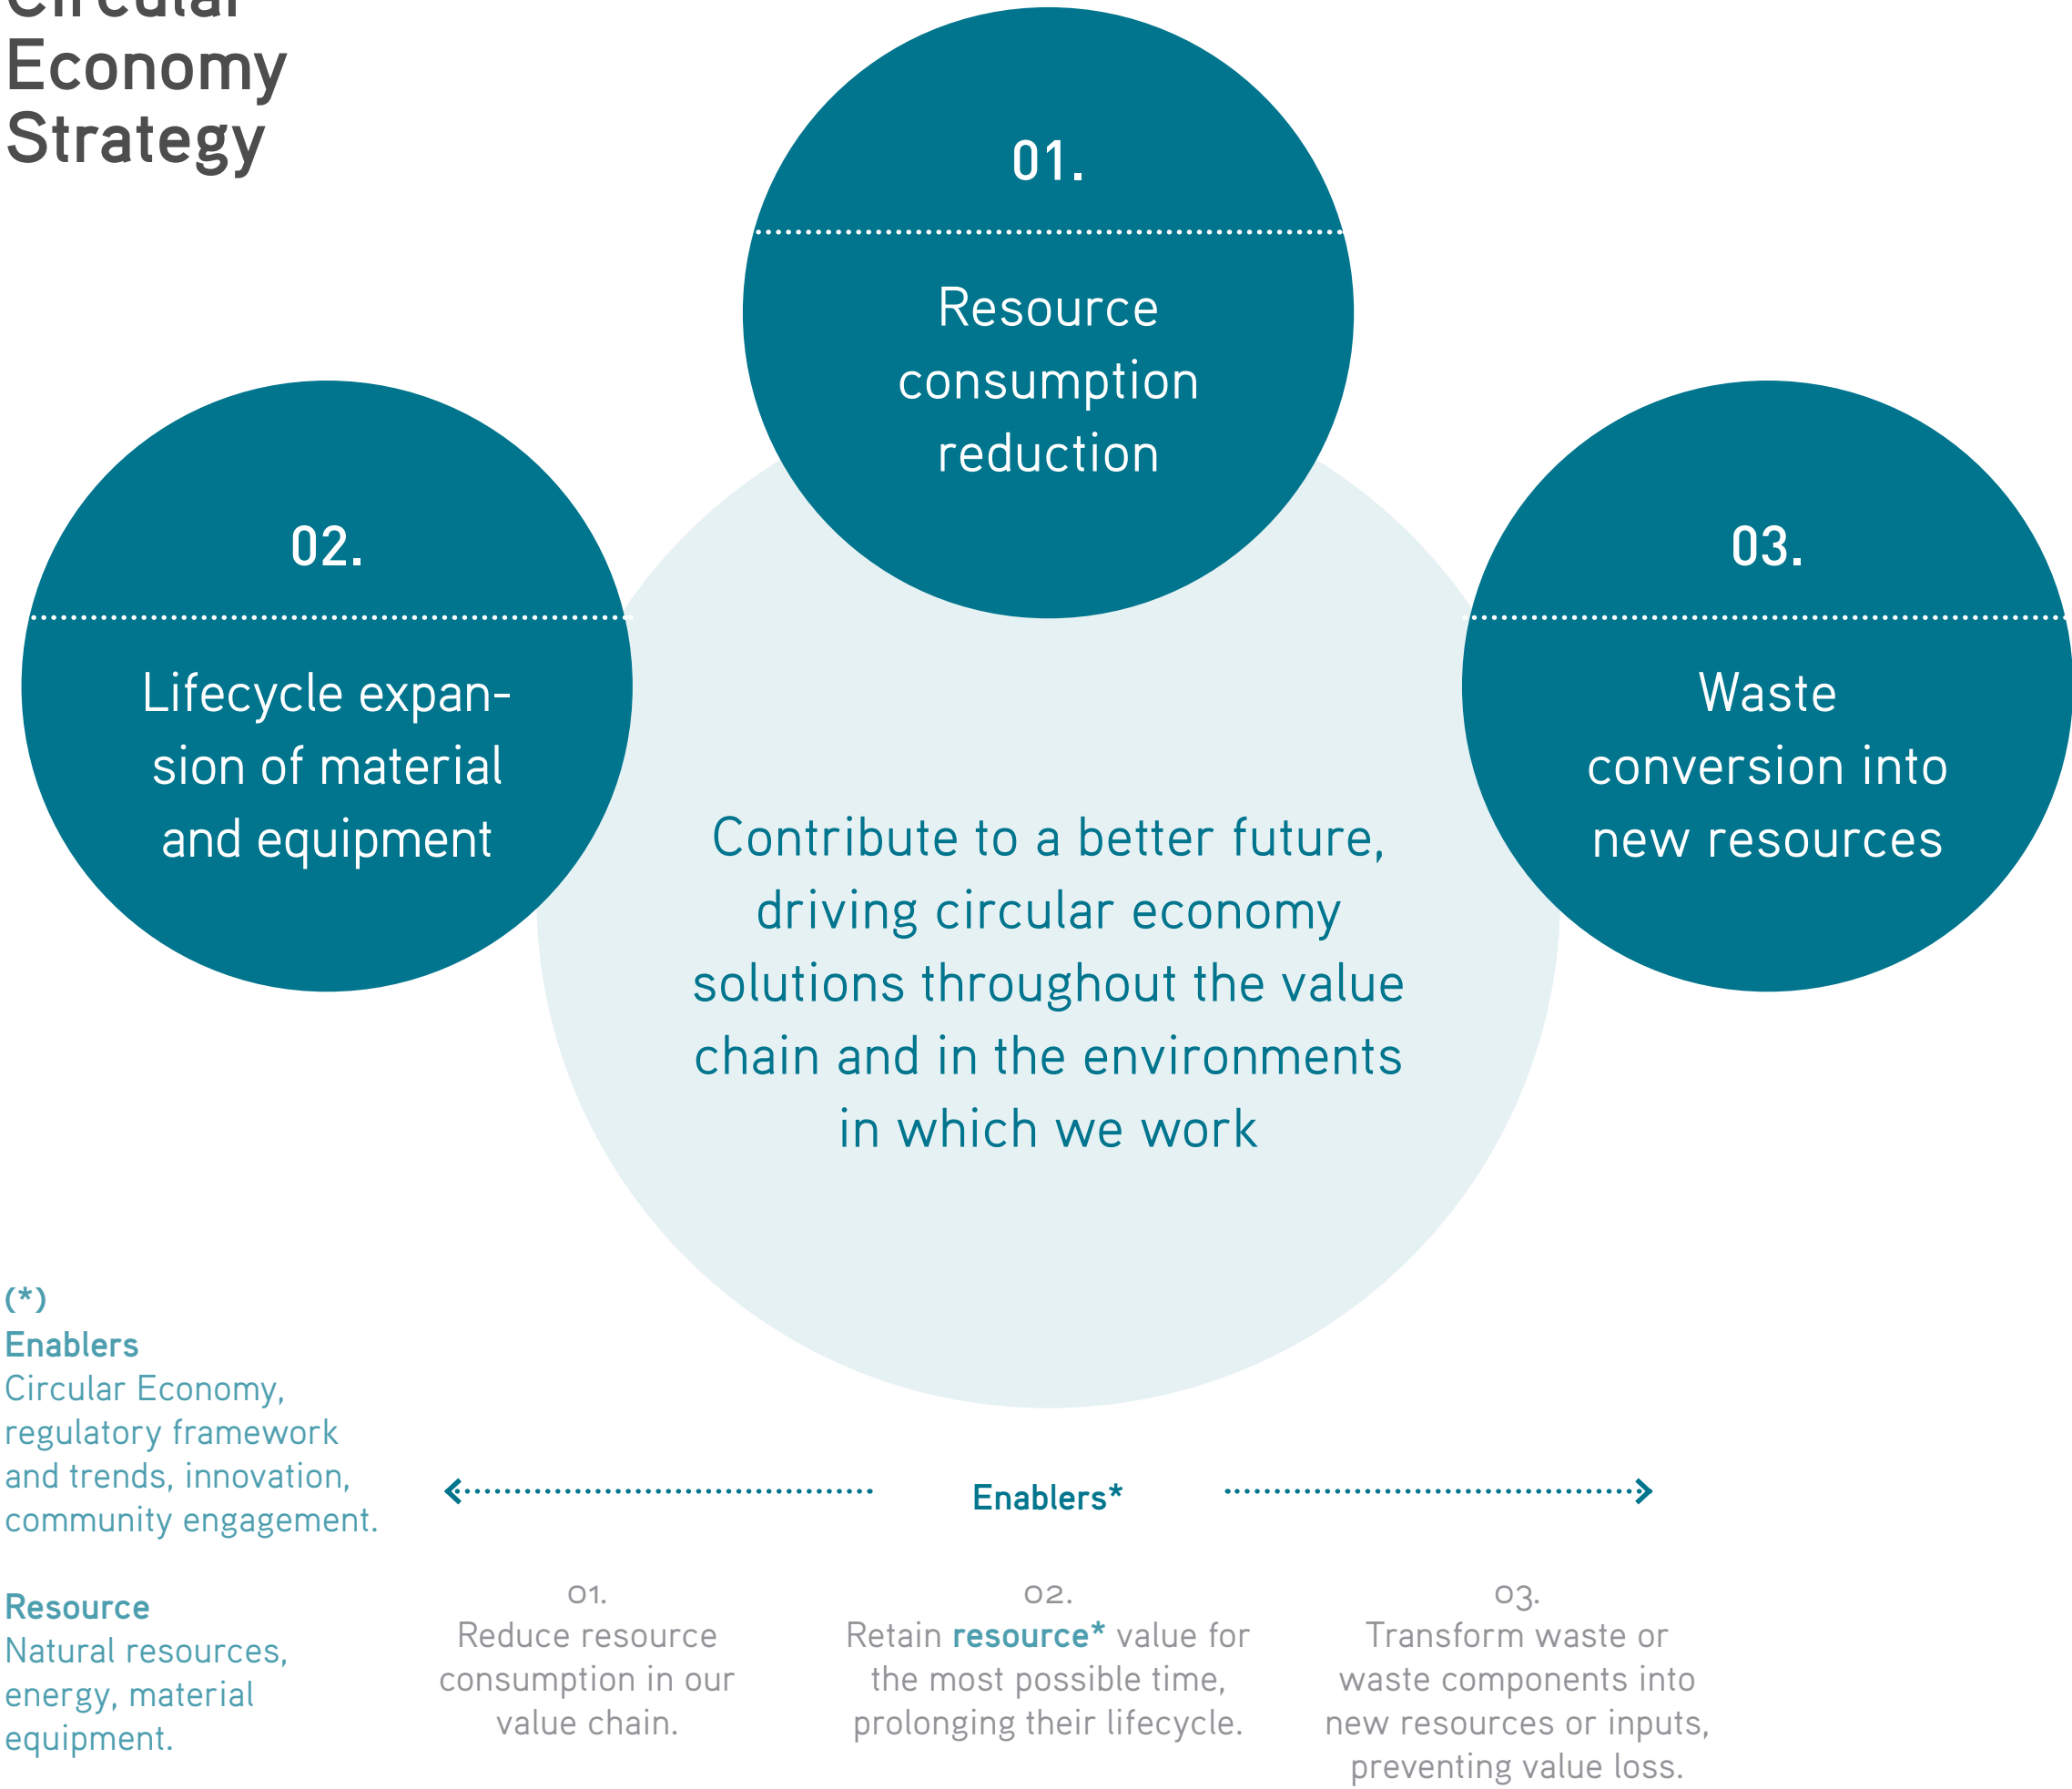 Circular
Economy
Strategy
01.
Resource
consumption
reduction
02.
Lifecycle expan-
sion of material
and equipment
03.
Waste
conversion into
new resources
Contribute to a better future,
driving circular economy
solutions throughout the value
chain and in the environments
in which we work
(*)
Enablers
Circular Economy,
regulatory framework
and trends, innovation,
community engagement.
Resource
Natural resources,
energy, material
equipment.
Enablers*
01.
Reduce resource
consumption in our
value chain.
02.
Retain resource* value for
the most possible time,
prolonging their lifecycle.
03.
Transform waste or
waste components into
new resources or inputs,
preventing value loss.